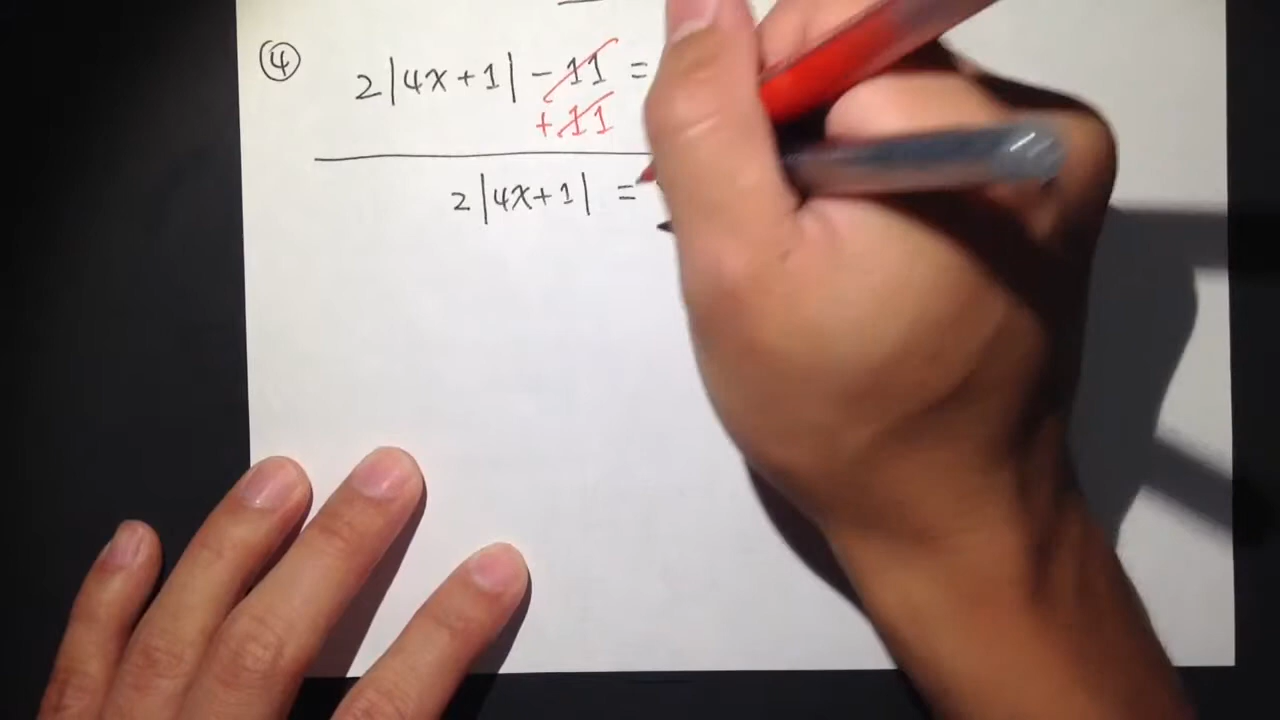 ④ 2|4x+1| - 11 =
+ 11
2|4x+1| =